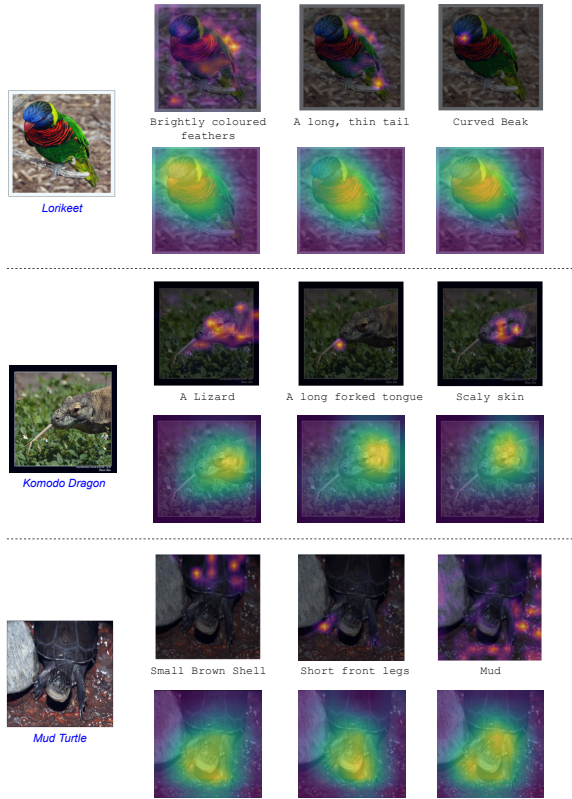 Brightly coloured
feathers
A long, thin tail
Curved Beak
Lorikeet
A Lizard
A long forked tongue
Scaly skin
Komodo Dragon
Small Brown Shell
Short front legs
Mud
Mud Turtle